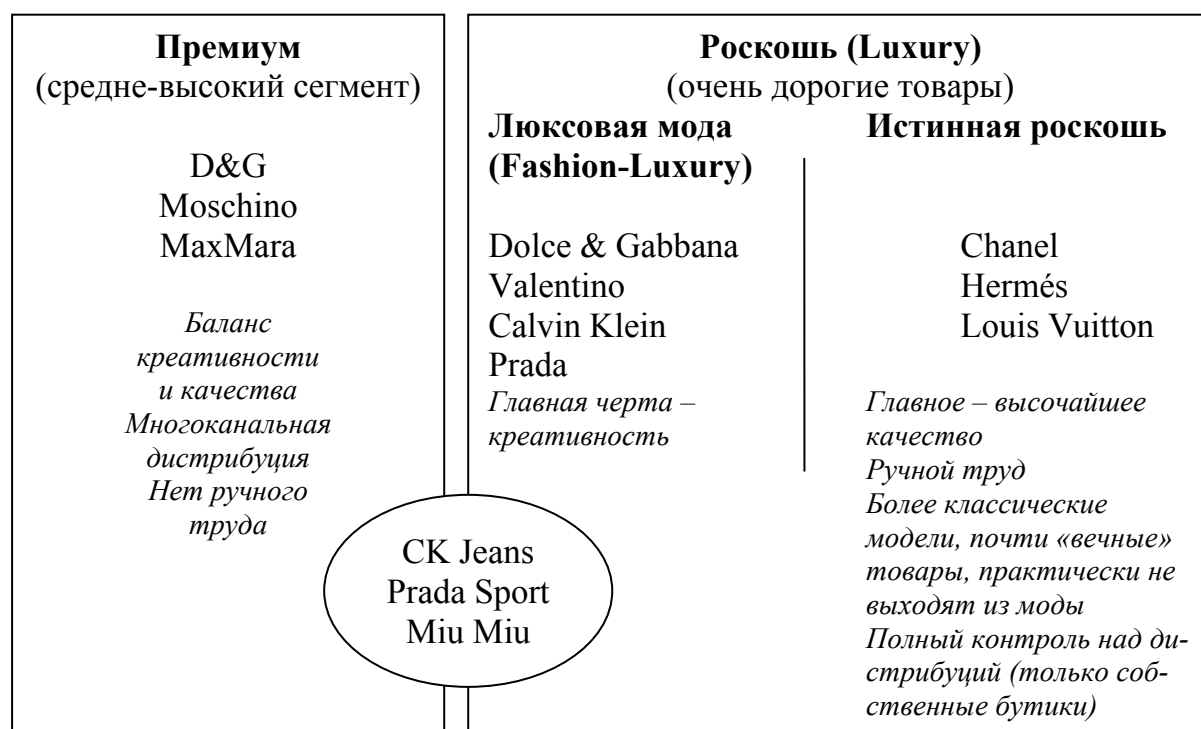 Премиум
(средне-высокий сегмент)
D&G
Moschino
MaxMara
Баланс
креативности
и качества
Многоканальная
дистрибуция
Нет ручного
труда
Роскошь (Luxury)
(очень дорогие товары)
Люксовая мода
(Fashion-Luxury)
Dolce & Gabbana
Valentino
Calvin Klein
Prada
Главная черта –
креативность
Истинная роскошь
Chanel
Hermés
Louis Vuitton
Главное – высочайшее
качество
Ручной труд
Более классические
модели, почти «вечные»
товары, практически не
выходят из моды
Полный контроль над ди-
стрибуций (только соб-
ственные бутики)
CK Jeans
Prada Sport
Miu Miu